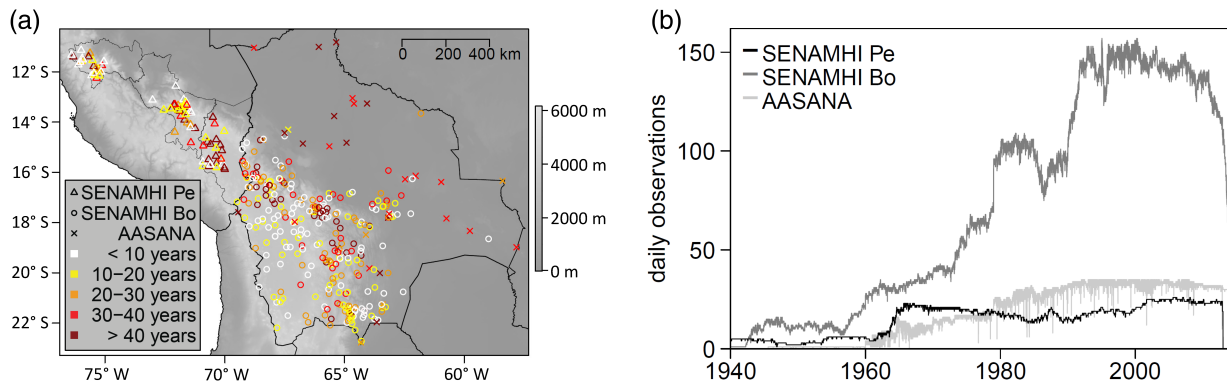 (a)
0 200 400 km
12° S
14° S
16° S
18° S
20° S
22° S
6000 m
4000 m
2000 m
0 m
SENAMHI Pe
SENAMHI Bo
AASANA
< 10 years
10–20 years
20–30 years
30–40 years
> 40 years
75° W
70° W
65° W
60° W
(b)
daily observations
150
100
50
0
SENAMHI Pe
SENAMHI Bo
AASANA
1940
1960
1980
2000